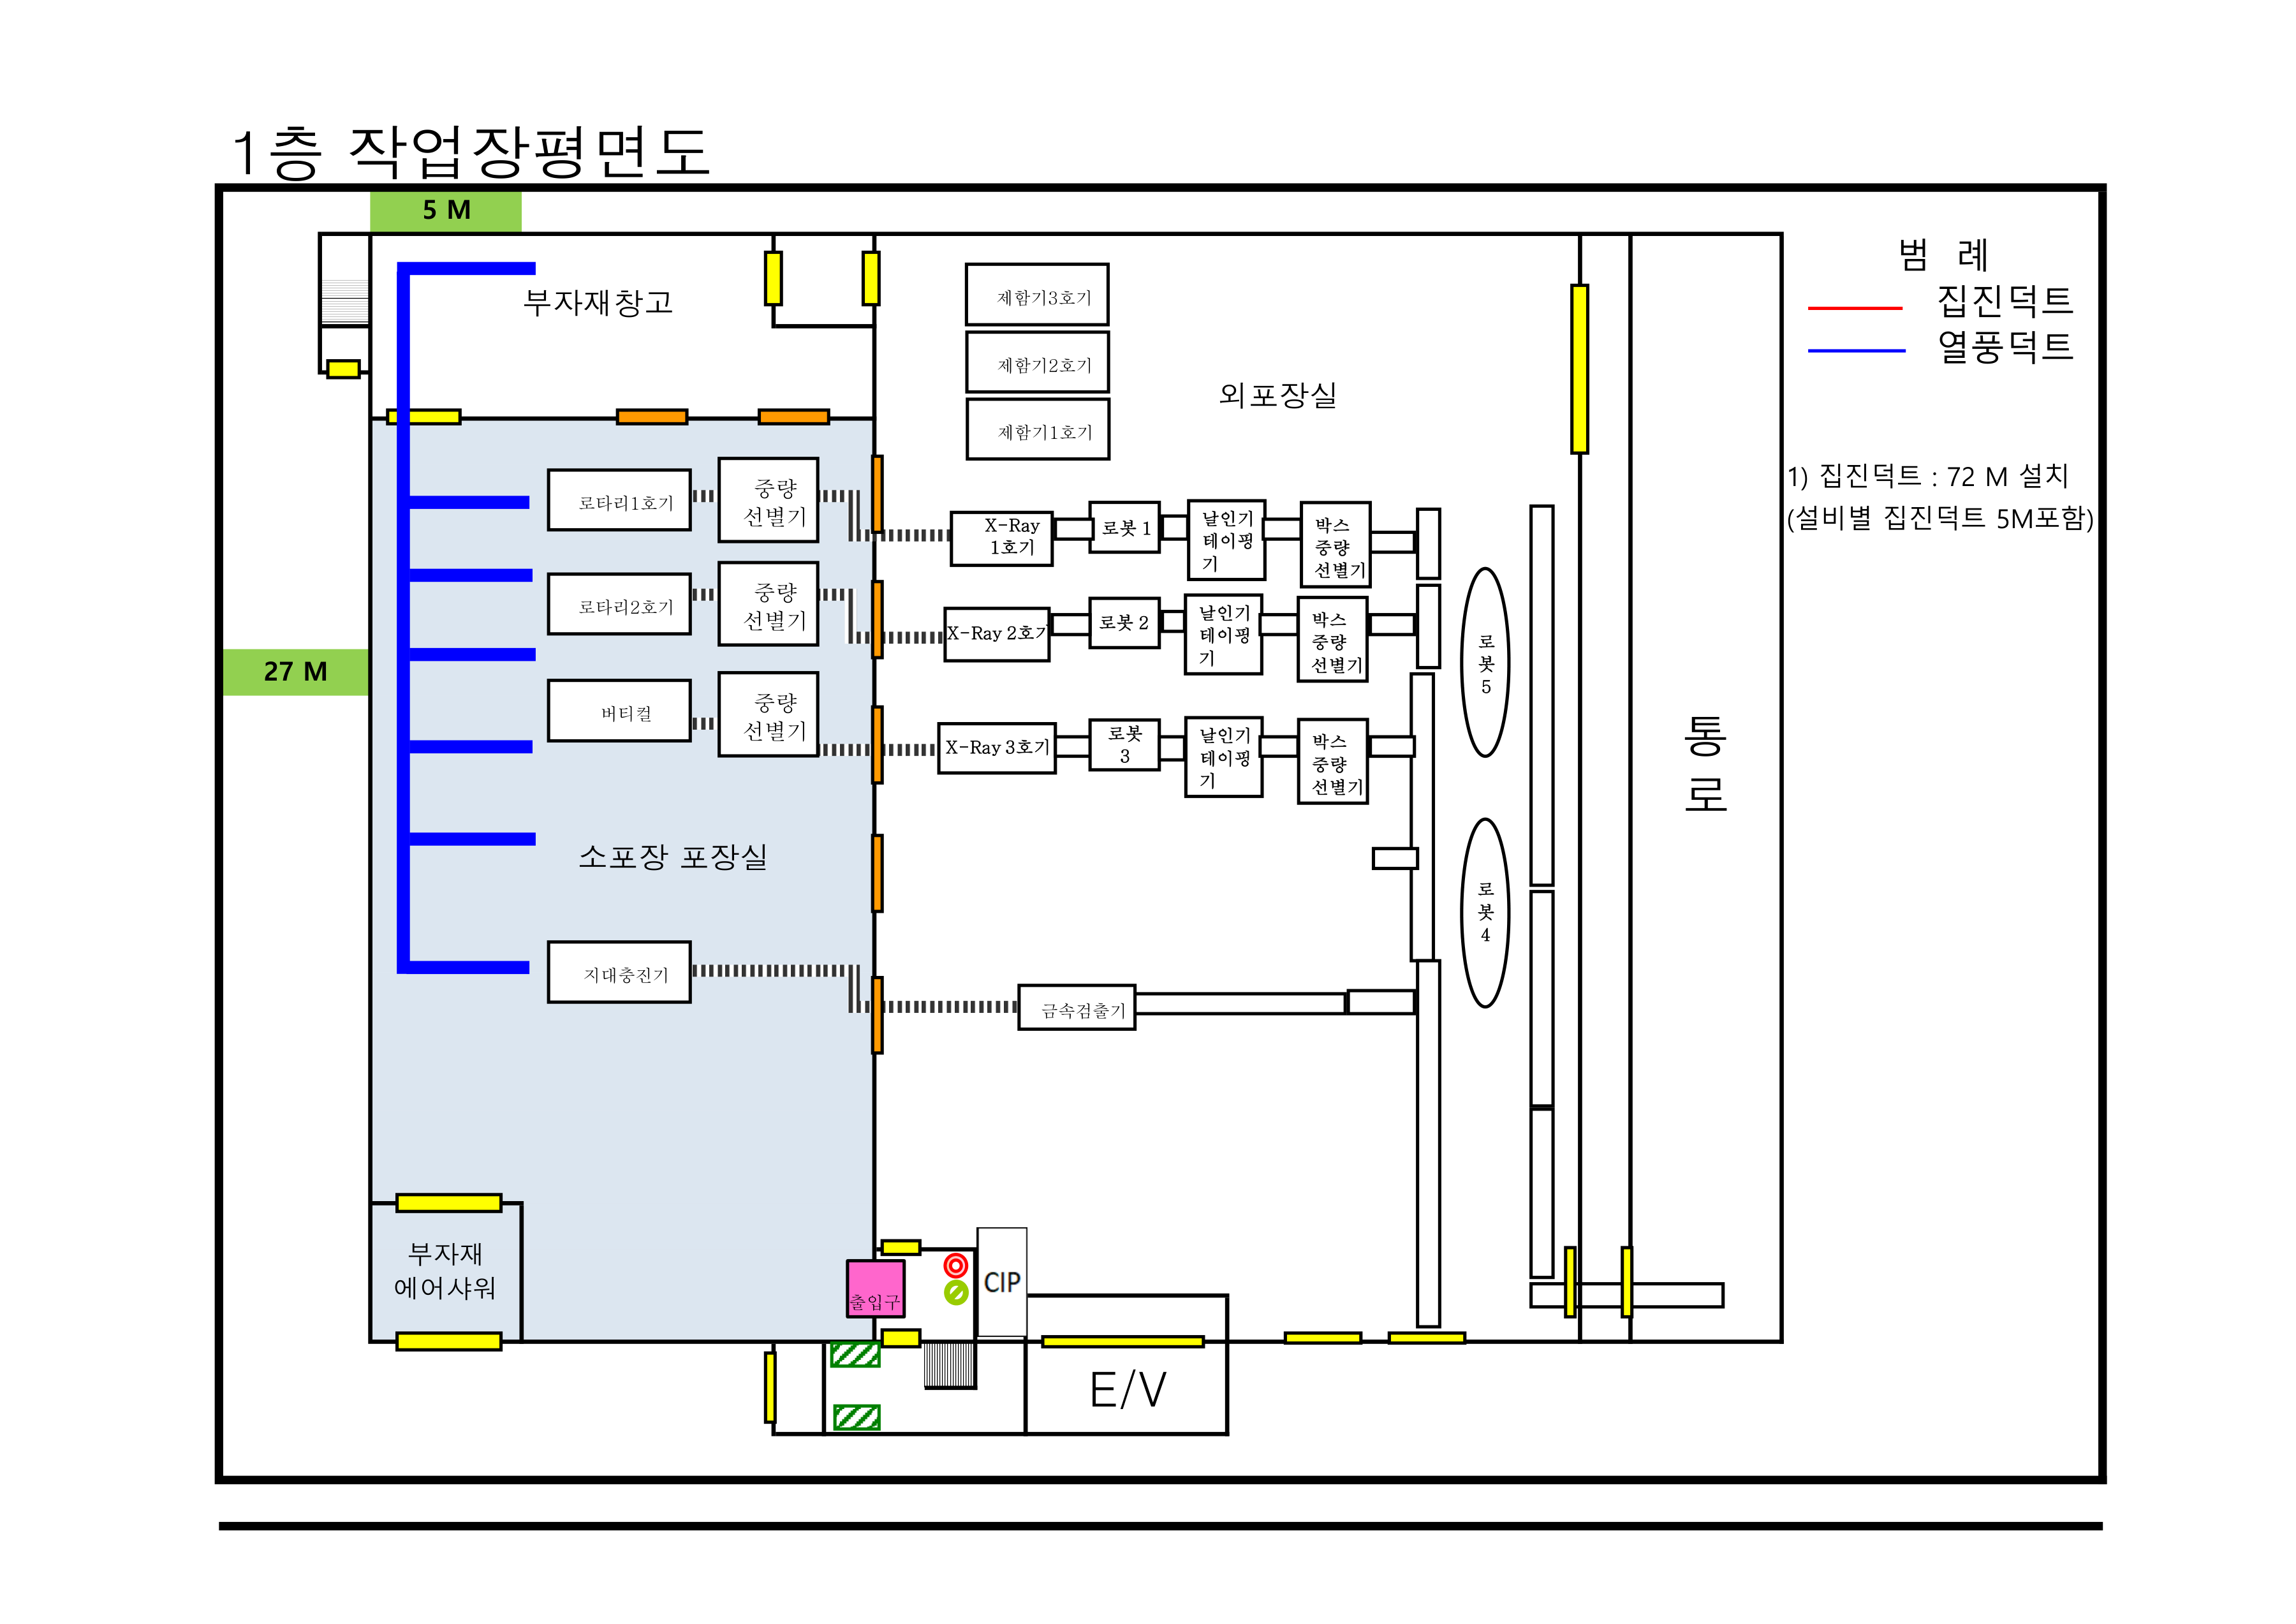 1층 작업장평면도
5 M
27 M
범 례
집진덕트
열풍덕트
1) 집진덕트 : 72 M 설치
(설비별 집진덕트 5M포함)
부자재창고
제함기3호기
제함기2호기
제함기1호기
외포장실
로타리1호기
중량
선별기
X-Ray
1호기
로봇 1
날인기
테이핑
기
박스
중량
선별기
로타리2호기
중량
선별기
X-Ray 2호기
로봇 2
날인기
테이핑
기
박스
중량
선별기
로
봇
5
버티컬
중량
선별기
X-Ray 3호기
로봇
3
날인기
테이핑
기
박스
중량
선별기
통
로
소포장 포장실
로
봇
4
지대충진기
금속검출기
부자재
에어샤워
출입구
CIP
E/V